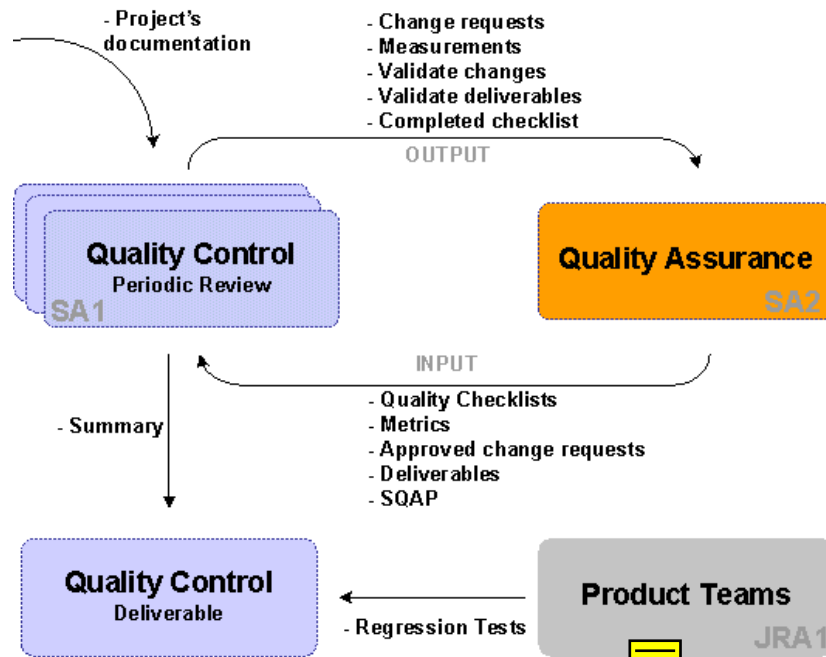 - Project's
documentation
- Change requests
- Measurements
- Validate changes
- Validate deliverables
- Completed checklist
OUTPUT
Quality Control
Periodic Review
SA1
Quality Assurance
SA2
INPUT
- Quality Checklists
- Metrics
- Approved change requests
- Deliverables
- SQAP
- Summary
Quality Control
Deliverable
Product Teams
JRA1
- Regression Tests